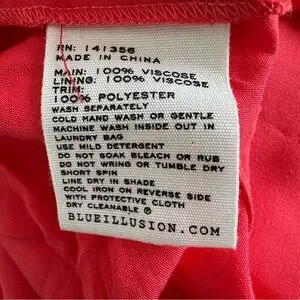 RN: 141356
MADE IN CHINA
MAIN: 100% VISCOSE
LINING: 100% VISCOSE
TRIM:
100% POLYESTER
WASH SEPARATELY
COLD HAND WASH OR GENTLE
MACHINE WASH INSIDE OUT IN
LAUNDRY BAG
USE MILD DETERGENT
DO NOT SOAK BLEACH OR RUB
DO NOT WRING OR TUMBLE DRY
SHORT SPIN
LINE DRY IN SHADE
COOL IRON ON REVERSE SIDE
WITH PROTECTIVE CLOTH
DRY CLEANABLE ®
BLUEILLUSION.COM